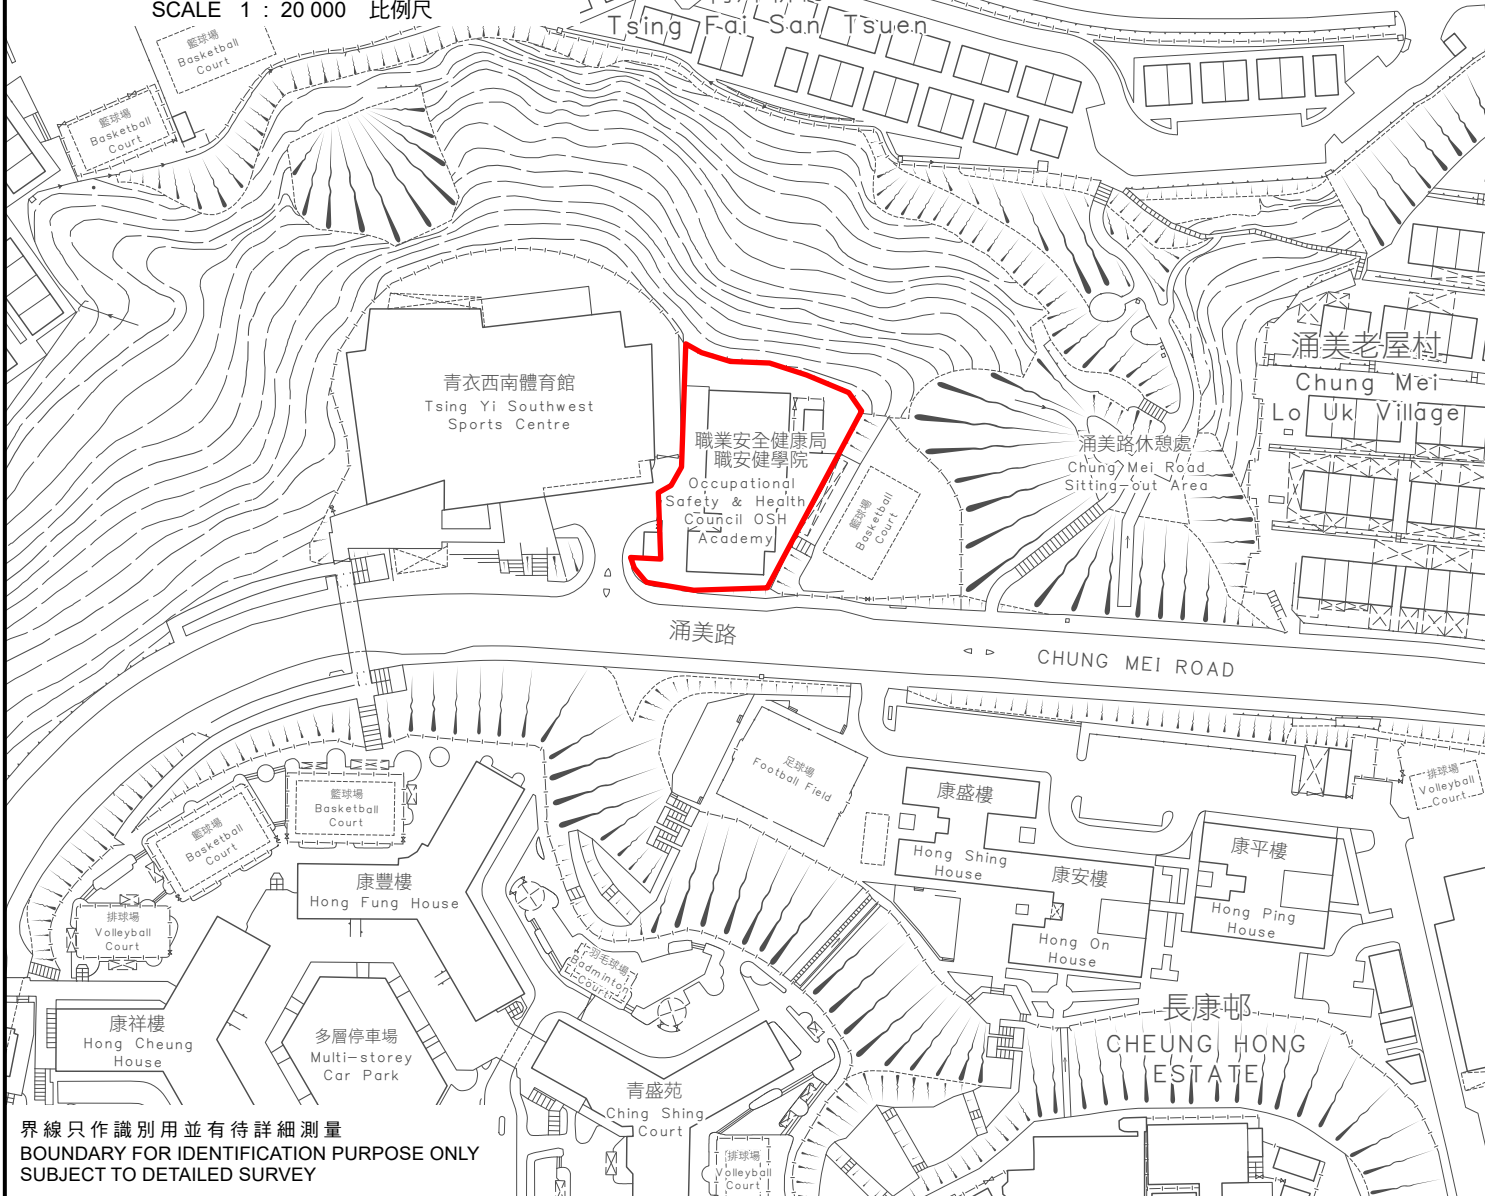 SCALE 1 : 20 000 比例尺
Tsing Fai San Tsuen
籃球場
Basketball
Court
籃球場
Basketball
Court
青衣西南體育館
Tsing Yi Southwest
Sports Centre
職業安全健康局
職安健學院
Occupational
Safety & Health
Council OSH
Academy
籃球場
Basketball
Court
涌美路休憩處
Chung Mei Road
Sitting-out Area
涌美老屋村
Chung Mei
Lo Uk Village
涌美路
CHUNG MEI ROAD
足球場
Football Field
籃球場
Basketball
Court
籃球場
Basketball
Court
排球場
Volleyball
Court
康豐樓
Hong Fung House
康盛樓
Hong Shing
House
康安樓
Hong On
House
康平樓
Hong Ping
House
排球場
Volleyball
Court
羽毛球場
Badminton
Court
康祥樓
Hong Cheung
House
多層停車場
Multi-storey
Car Park
長康邨
CHEUNG HONG
ESTATE
青盛苑
Ching Shing
Court
排球場
Volleyball
Court
界線只作識別用並有待詳細測量
BOUNDARY FOR IDENTIFICATION PURPOSE ONLY
SUBJECT TO DETAILED SURVEY